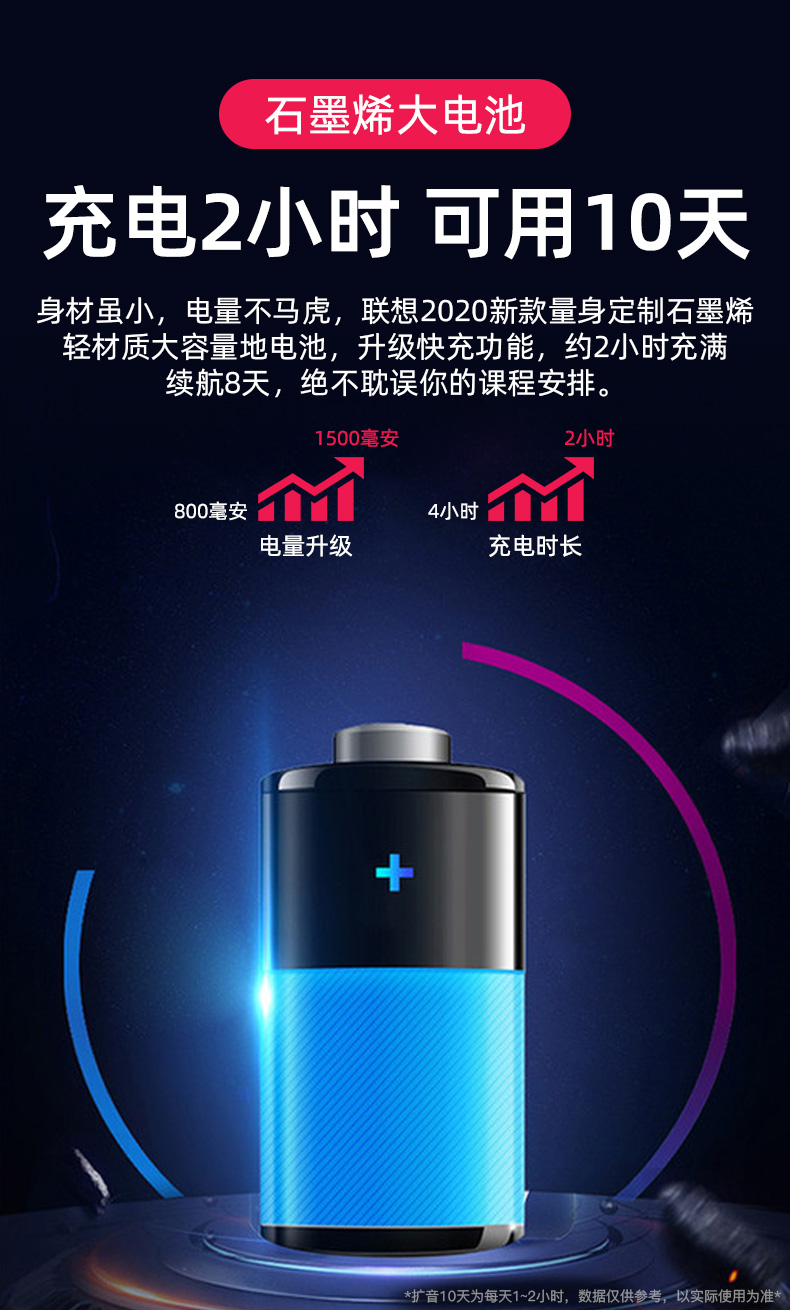 石墨烯大电池
充电2小时 可用10天
身材虽小，电量不马虎，联想2020新款量身定制石墨烯
轻材质大容量地电池，升级快充功能，约2小时充满
续航8天，绝不耽误你的课程安排。
1500毫安
2小时
800毫安
4小时
电量升级
充电时长
*扩音10天为每天1~2小时，数据仅供参考，以实际使用为准*